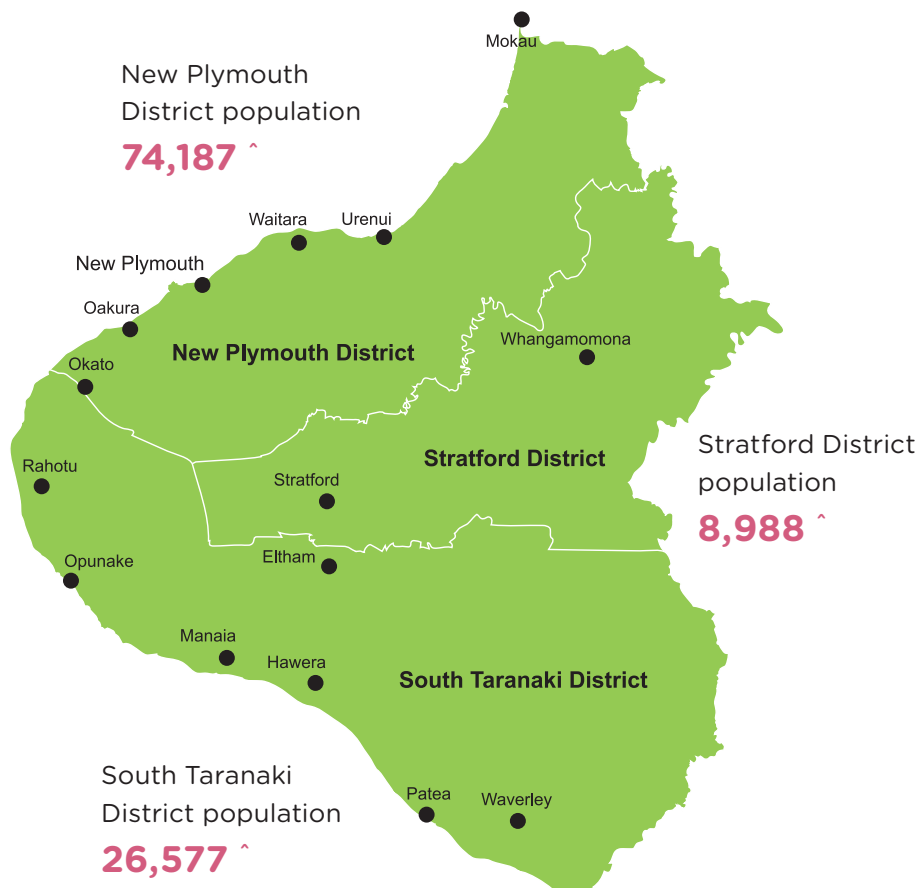 Mokau
New Plymouth
District population
74,187 ^
Waitara
Urenui
New Plymouth
Oakura
Whangamomona
New Plymouth District
Okato
Stratford District
population
8,988 ^
Stratford District
Rahotu
Stratford
Eltham
Opunake
Manaia
Hawera
South Taranaki District
South Taranaki
District population
26,577 ^
Patea
Waverley